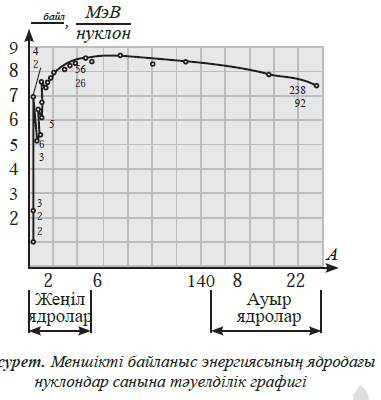 байл, МэВ
нуклон
9
8
7
6
5
4
3
2
4
2
56
26
5
6
3
3
2
2
238
92
A
2 6 140 8 22
Жеңіл
ядролар
Ауыр
ядролар
сурет. Меншікті байланыс энергиясының ядродағы
нуклондар санына тәуелділік графигі